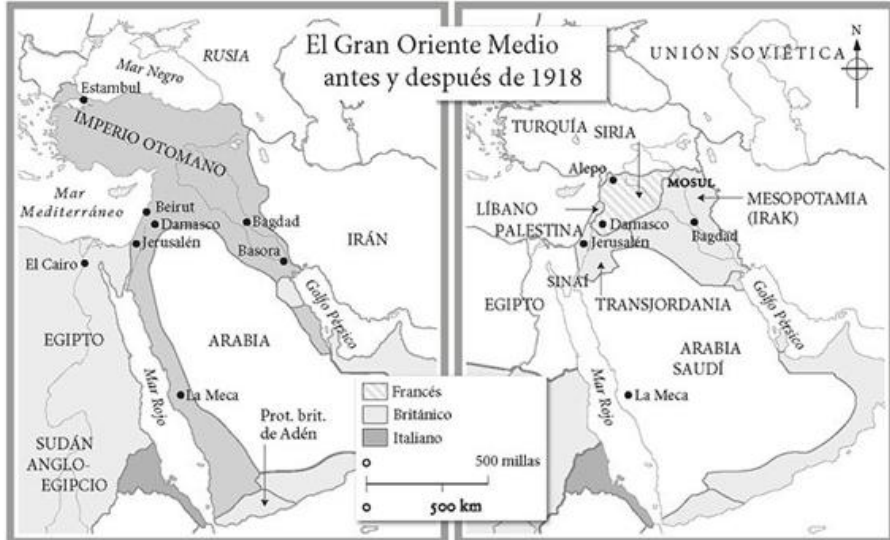 El Gran Oriente Medio
antes y después de 1918
RUSIA
Mar Negro
Estambul
IMPERIO OTOMANO
Mar
Mediterráneo
Beirut
Damasco
Jerusalén
Bagdad
Basora
IRÁN
El Cairo
Golfo Pérsico
EGIPTO
ARABIA
Mar Rojo
La Meca
Prot. brit.
de Adén
SUDÁN
ANGLO-
EGIPCIO
Francés
Británico
Italiano
0
500 millas
0
500 km
UNIÓN SOVIÉTICA
N
TURQUÍA
SIRIA
Alepo
MOSUL
MESOPOTAMIA
(IRAK)
LÍBANO
Damasco
PALESTINA
Jerusalén
Bagdad
SINAÍ
EGIPTO
TRANSJORDANIA
Golfo Pérsico
ARABIA
SAUDÍ
Mar Rojo
La Meca